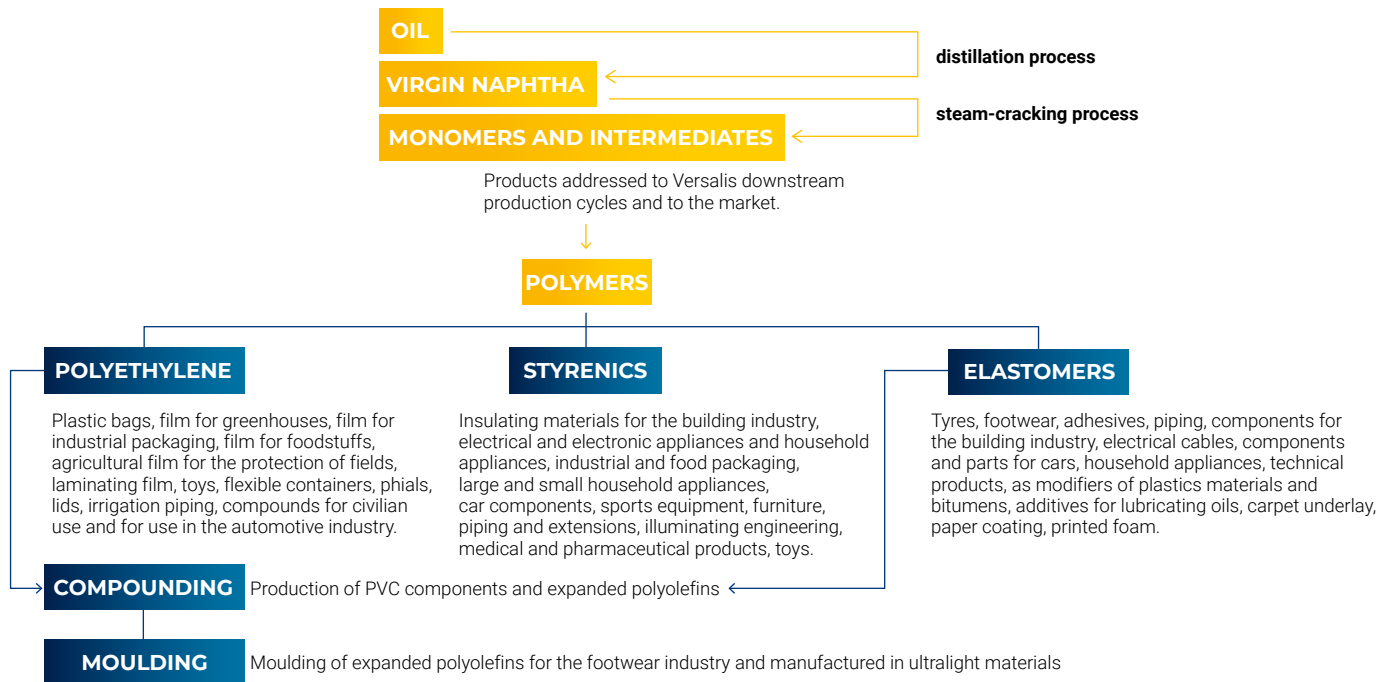 OIL
distillation process
VIRGIN NAPHTHA
steam-cracking process
MONOMERS AND INTERMEDIATES
Products addressed to Versalis downstream
production cycles and to the market.
POLYMERS
POLYETHYLENE
Plastic bags, film for greenhouses, film for
industrial packaging, film for foodstuffs,
agricultural film for the protection of fields,
laminating film, toys, flexible containers, phials,
lids, irrigation piping, compounds for civilian
use and for use in the automotive industry.
STYRENICS
Insulating materials for the building industry,
electrical and electronic appliances and household
appliances, industrial and food packaging,
large and small household appliances,
car components, sports equipment, furniture,
piping and extensions, illuminating engineering,
medical and pharmaceutical products, toys.
ELASTOMERS
Tyres, footwear, adhesives, piping, components for
the building industry, electrical cables, components
and parts for cars, household appliances, technical
products, as modifiers of plastics materials and
bitumens, additives for lubricating oils, carpet underlay,
paper coating, printed foam.
COMPOUNDING
Production of PVC components and expanded polyolefins
MOULDING
Moulding of expanded polyolefins for the footwear industry and manufactured in ultralight materials